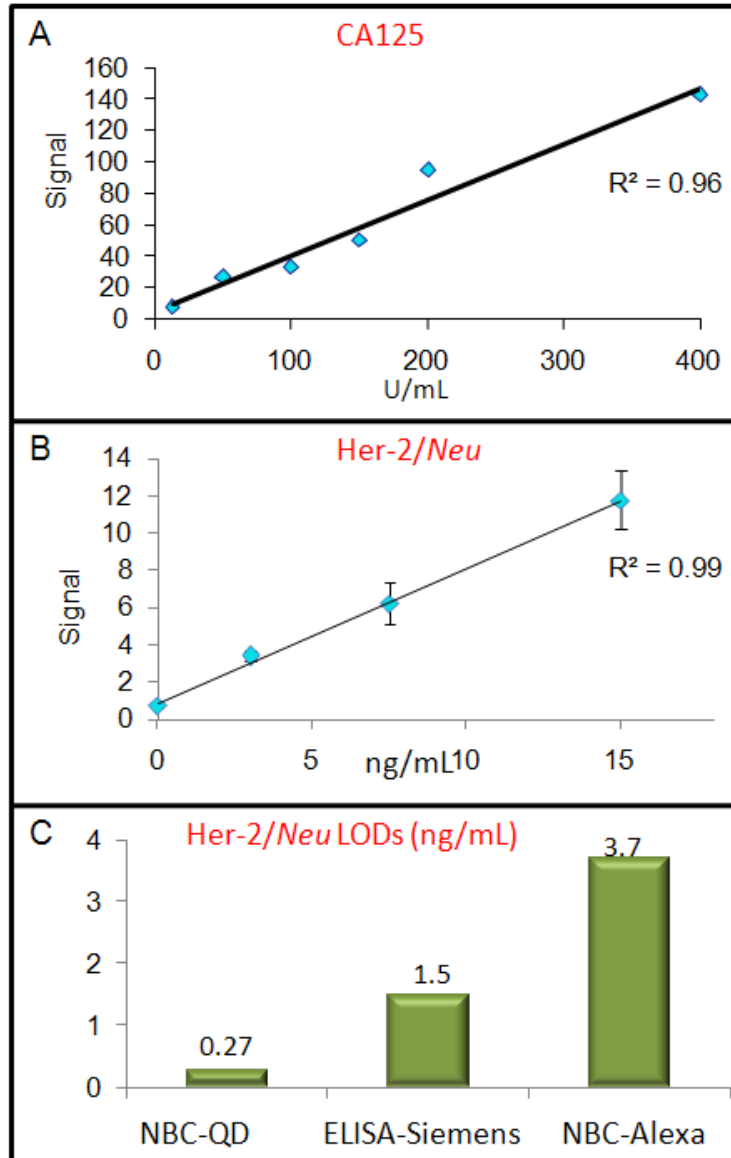 A
CA125
160
140
120
100
80
60
40
20
0
Signal
R² = 0.96
0 100 200 300 400
U/mL
B
Her-2/Neu
14
12
10
8
6
4
2
0
Signal
R² = 0.99
0 5 10 15
ng/mL
C
Her-2/Neu LODs (ng/mL)
4
3
2
1
0
0.27
1.5
3.7
NBC-QD ELISA-Siemens NBC-Alexa